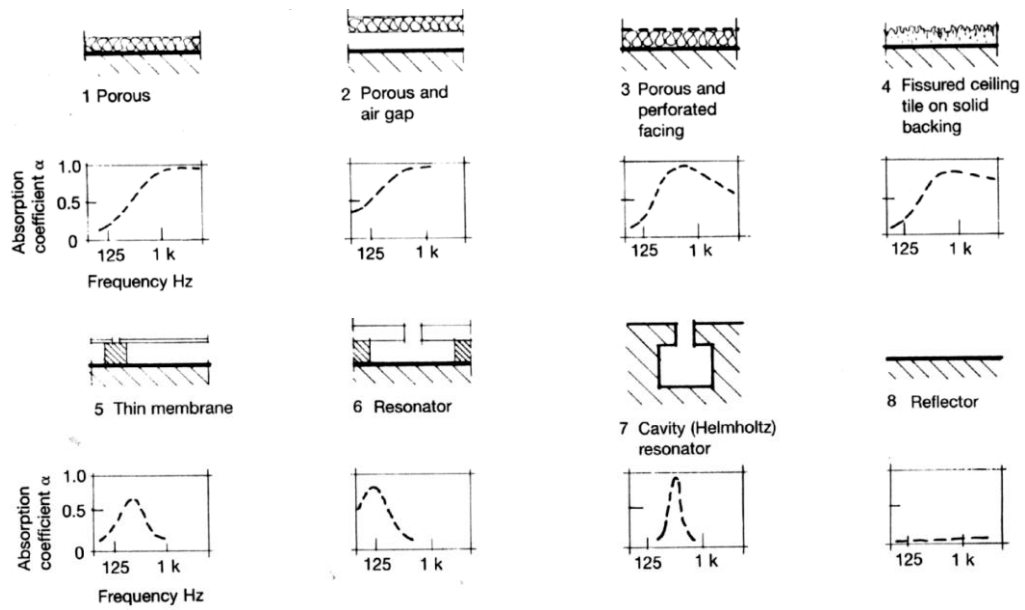 1 Porous
2 Porous and
air gap
3 Porous and
perforated
facing
4 Fissured ceiling
tile on solid
backing
Absorption
coefficient α
1.0
0.5
0
125 1 k
125 1 k
125 1 k
125 1 k
Frequency Hz
5 Thin membrane
6 Resonator
7 Cavity (Helmholtz)
resonator
8 Reflector
Absorption
coefficient α
1.0
0.5
0
125 1 k
125 1 k
125 1 k
125 1 k
Frequency Hz